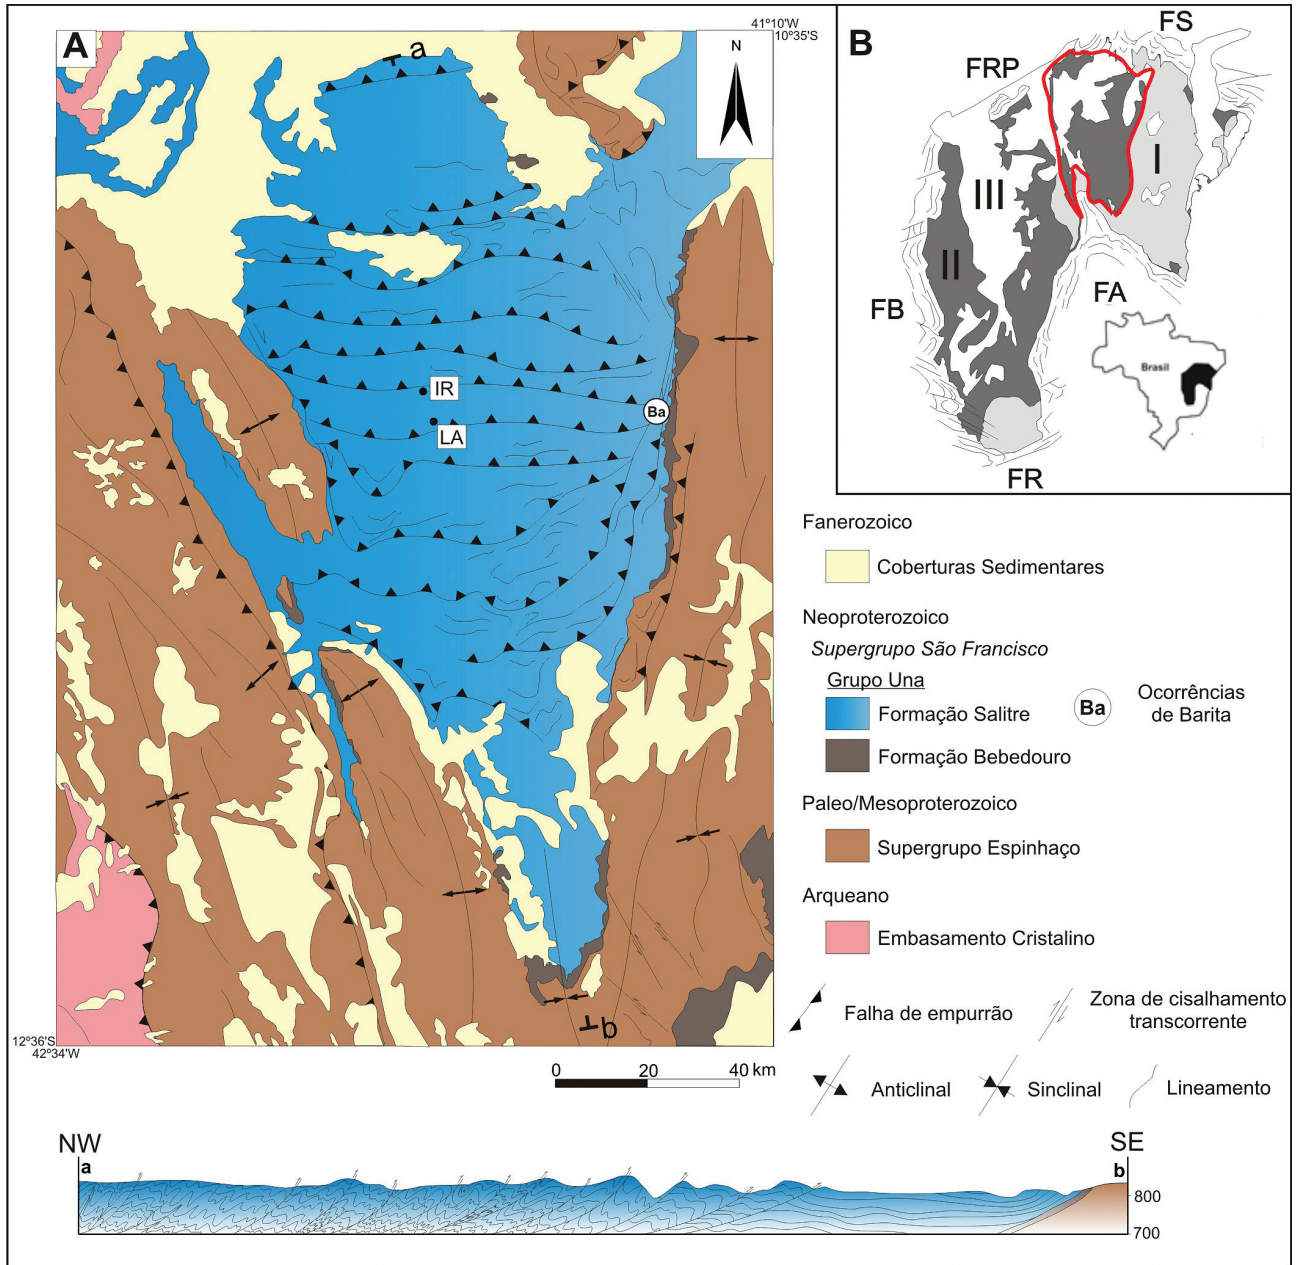 A
a
41°10'W
10°35'S
N
IR
LA
Ba
b
12°36'S
42°34'W
0
20
40 km
B
FS
FRP
I
III
II
FB
FA
Brasil
FR
Fanerozoico
Coberturas Sedimentares
Neoproterozoico
Supergrupo São Francisco
Grupo Una
Formação Salitre
Formação Bebedouro
Ba
Ocorrências
de Barita
Paleo/Mesoproterozoico
Supergrupo Espinhaço
Arqueano
Embasamento Cristalino
Falha de empurrão
Zona de cisalhamento
transcorrente
Anticlinal
Sinclinal
Lineamento
NW
a
SE
b
800
700